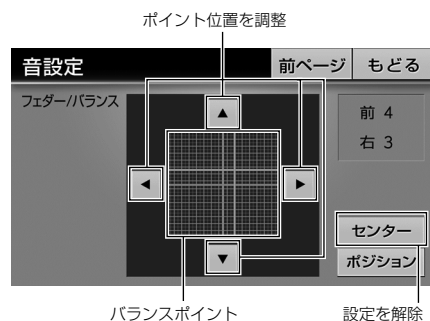 ポイント位置を調整
音設定
前ページ
もどる
フェダー/バランス
前 4
右 3
センター
ポジション
バランスポイント
設定を解除